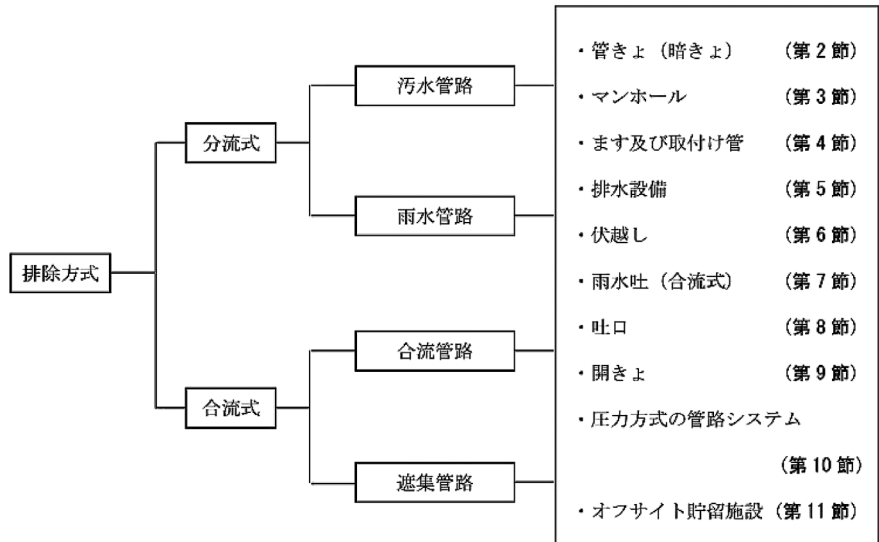 排除方式
分流式
合流式
汚水管路
雨水管路
合流管路
遮集管路
・管きょ（暗きょ） （第２節）
・マンホール （第３節）
・ます及び取付け管 （第４節）
・排水設備 （第５節）
・伏越し （第６節）
・雨水吐（合流式） （第７節）
・吐口 （第８節）
・開きょ （第９節）
・圧力方式の管路システム
（第10節）
・オフサイト貯留施設（第11節）